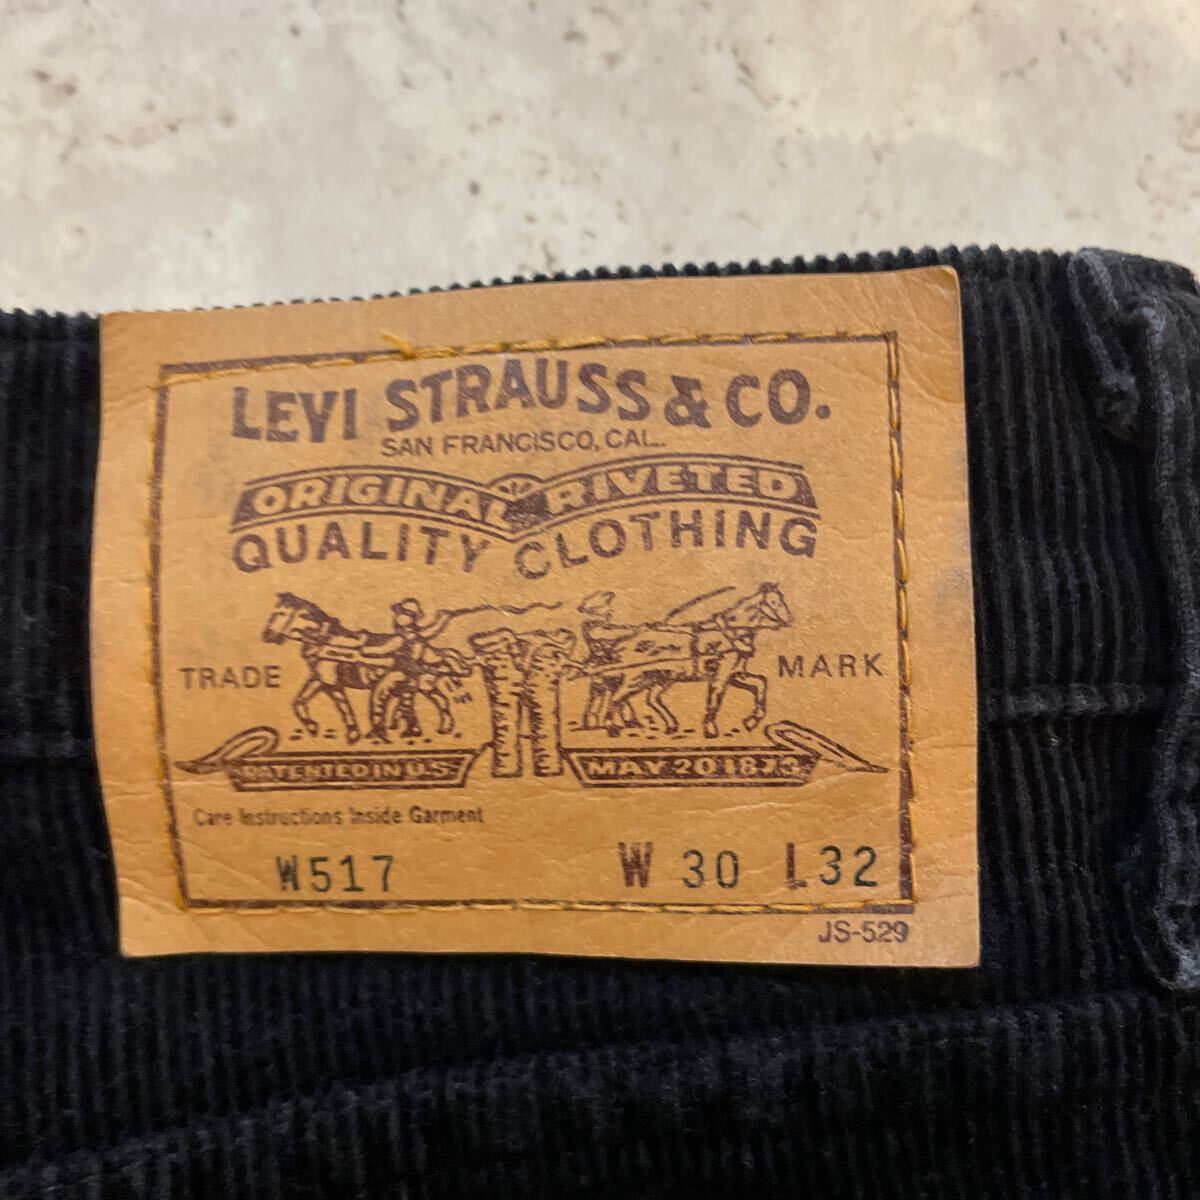 LEVI STRAUSS & CO.
SAN FRANCISCO, CAL.
ORIGINAL RIVETED
QUALITY CLOTHING
TRADE MARK
PATENTED IN U.S. MAY 20 1873
Care Instructions Inside Garment
W517 W 30 L 32
JS-529